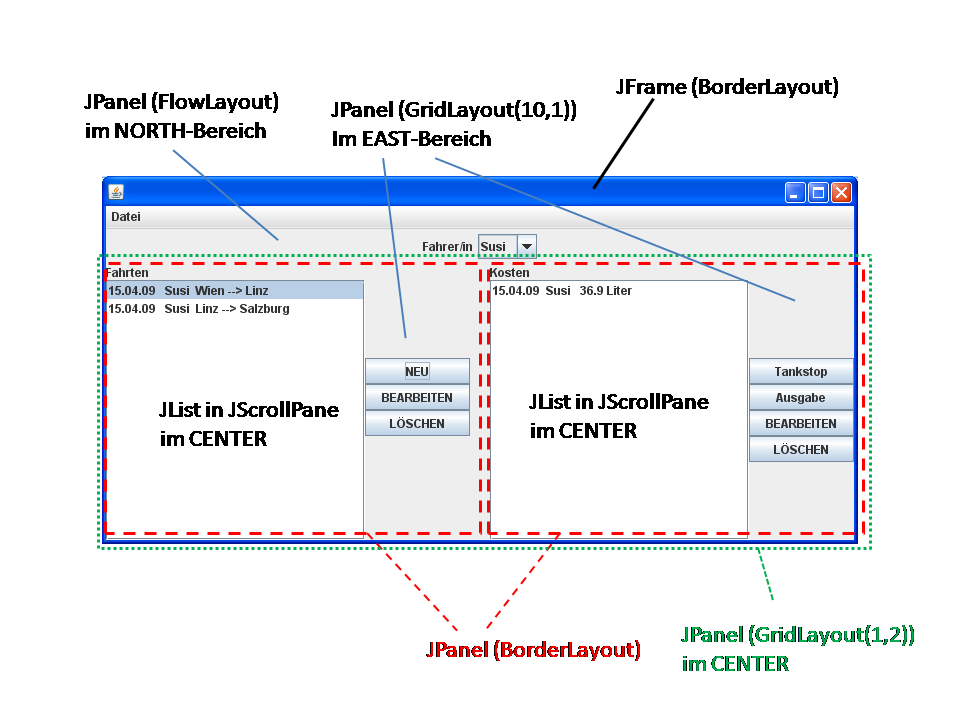 JFrame (BorderLayout)
JPanel (FlowLayout)
im NORTH-Bereich
JPanel (GridLayout(10,1))
Im EAST-Bereich
Datei
Fahrer/in Susi
Fahrten
15.04.09 Susi Wien --> Linz
15.04.09 Susi Linz --> Salzburg
JList in JScrollPane
im CENTER
NEU
BEARBEITEN
LÖSCHEN
Kosten
15.04.09 Susi 36.9 Liter
JList in JScrollPane
im CENTER
Tankstop
Ausgabe
BEARBEITEN
LÖSCHEN
JPanel (BorderLayout)
JPanel (GridLayout(1,2))
im CENTER